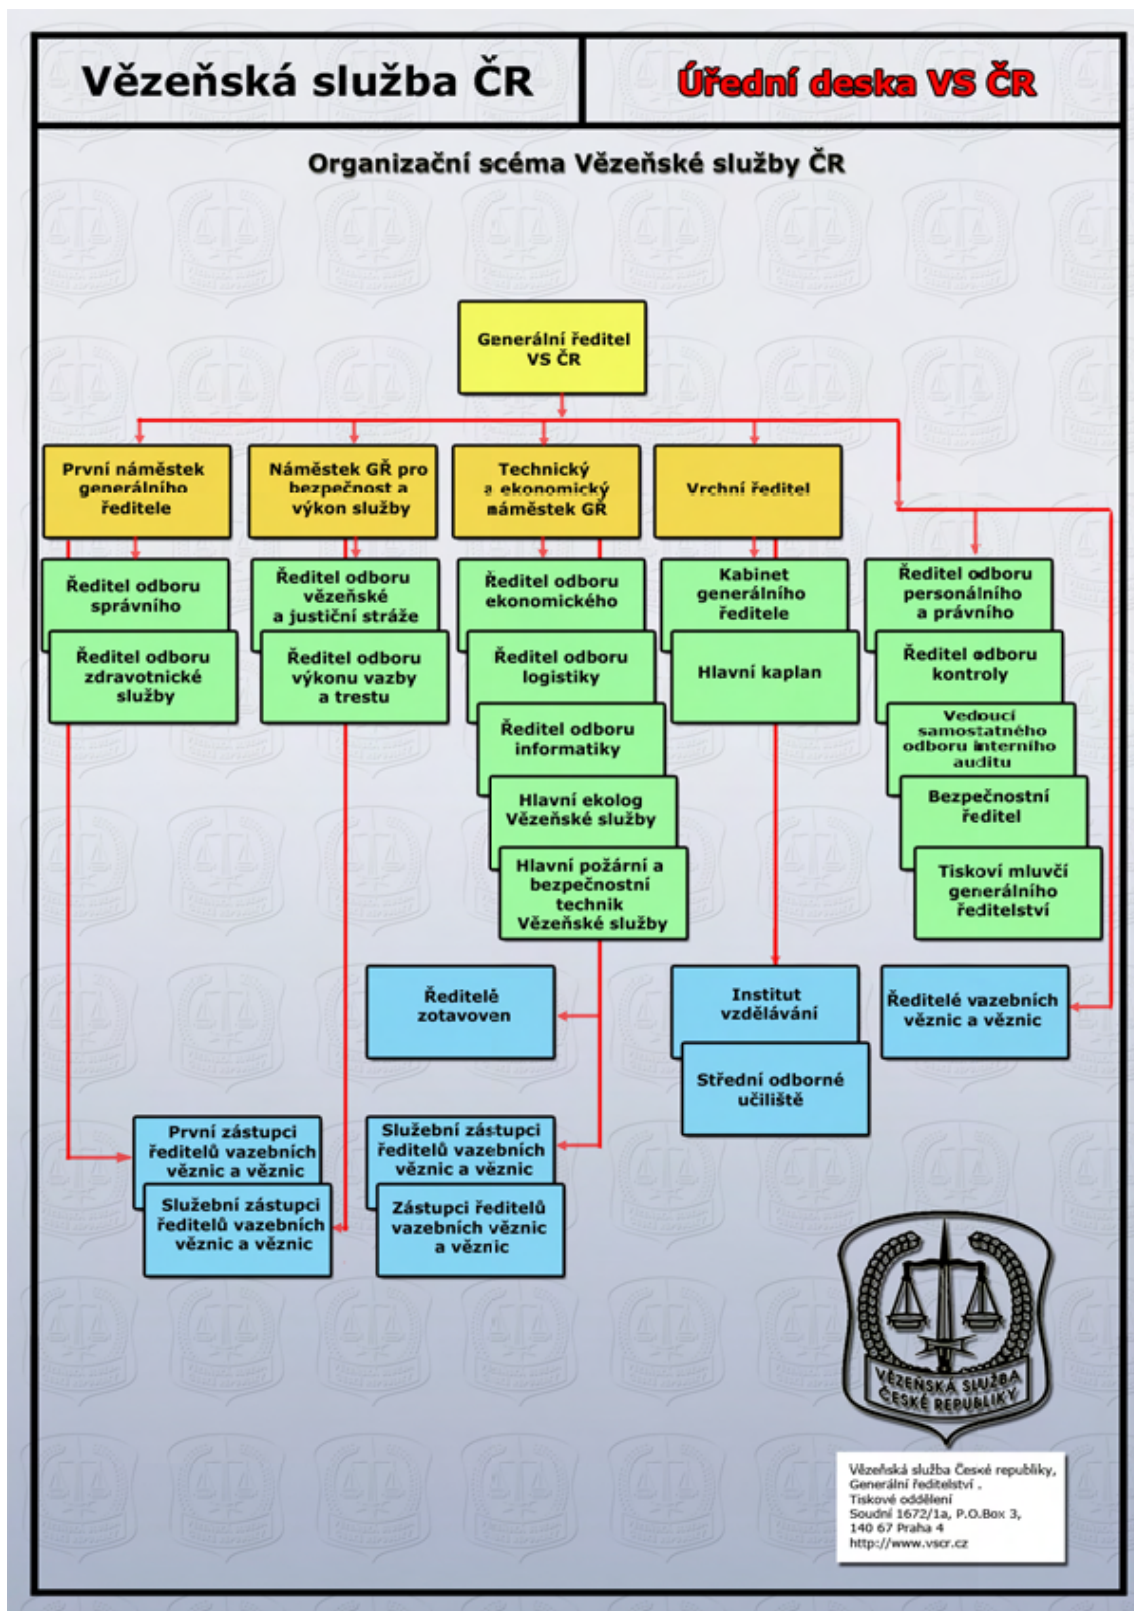 Vězeňská služba ČR
Úřední deska VS ČR
Organizační scéma Vězeňské služby ČR
Generální ředitel
VS ČR
První náměstek
generálního
ředitele
Náměstek GŘ pro
bezpečnost a
výkon služby
Technický
a ekonomický
náměstek GŘ
Vrchní ředitel
Ředitel odboru
správního
Ředitel odboru
zdravotnické
služby
Ředitel odboru
vězeňské
a justiční stráže
Ředitel odboru
výkonu vazby
a trestu
Ředitel odboru
ekonomického
Ředitel odboru
logistiky
Ředitel odboru
informatiky
Hlavní ekolog
Vězeňské služby
Hlavní požární a
bezpečnostní
technik
Vězeňské služby
Kabinet
generálního
ředitele
Hlavní kaplan
Ředitel odboru
personálního
a právního
Ředitel odboru
kontroly
Vedoucí
samostatného
odboru interního
auditu
Bezpečnostní
ředitel
Tiskoví mluvčí
generálního
ředitelství
Ředitelé
zotavoven
Institut
vzdělávání
Střední odborné
učiliště
Ředitelé vazebních
věznic a věznic
První zástupci
ředitelů vazebních
věznic a věznic
Služební zástupci
ředitelů vazebních
věznic a věznic
Služební zástupci
ředitelů vazebních
věznic a věznic
Zástupci ředitelů
vazebních věznic
a věznic
VĚZEŇSKÁ SLUŽBA
ČESKÉ REPUBLIKY
Vězeňská služba České republiky,
Generální ředitelství .
Tiskové oddělení
Soudní 1672/1a, P.O.Box 3,
140 67 Praha 4
http://www.vscr.cz